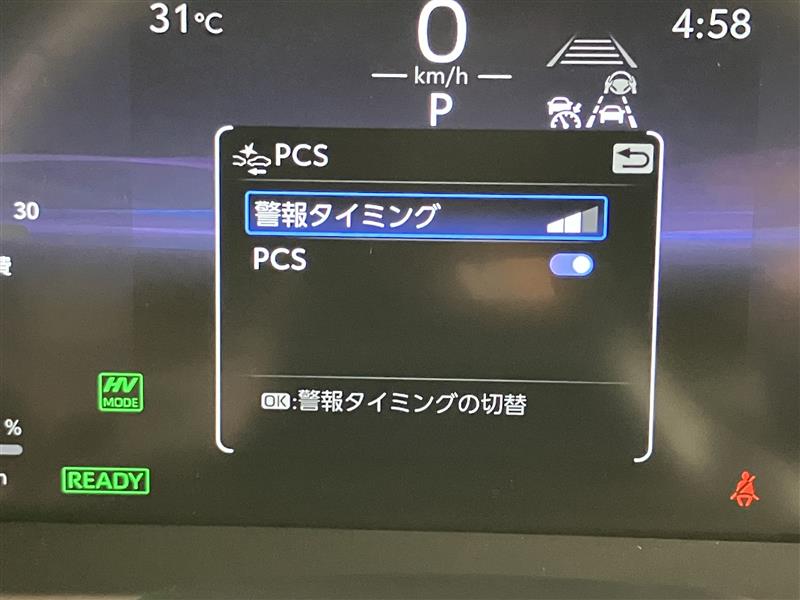 31℃
0
4:58
km/h
P
PCS
30
警報タイミング
費
PCS
HV
MODE
OK:警報タイミングの切替
%
READY